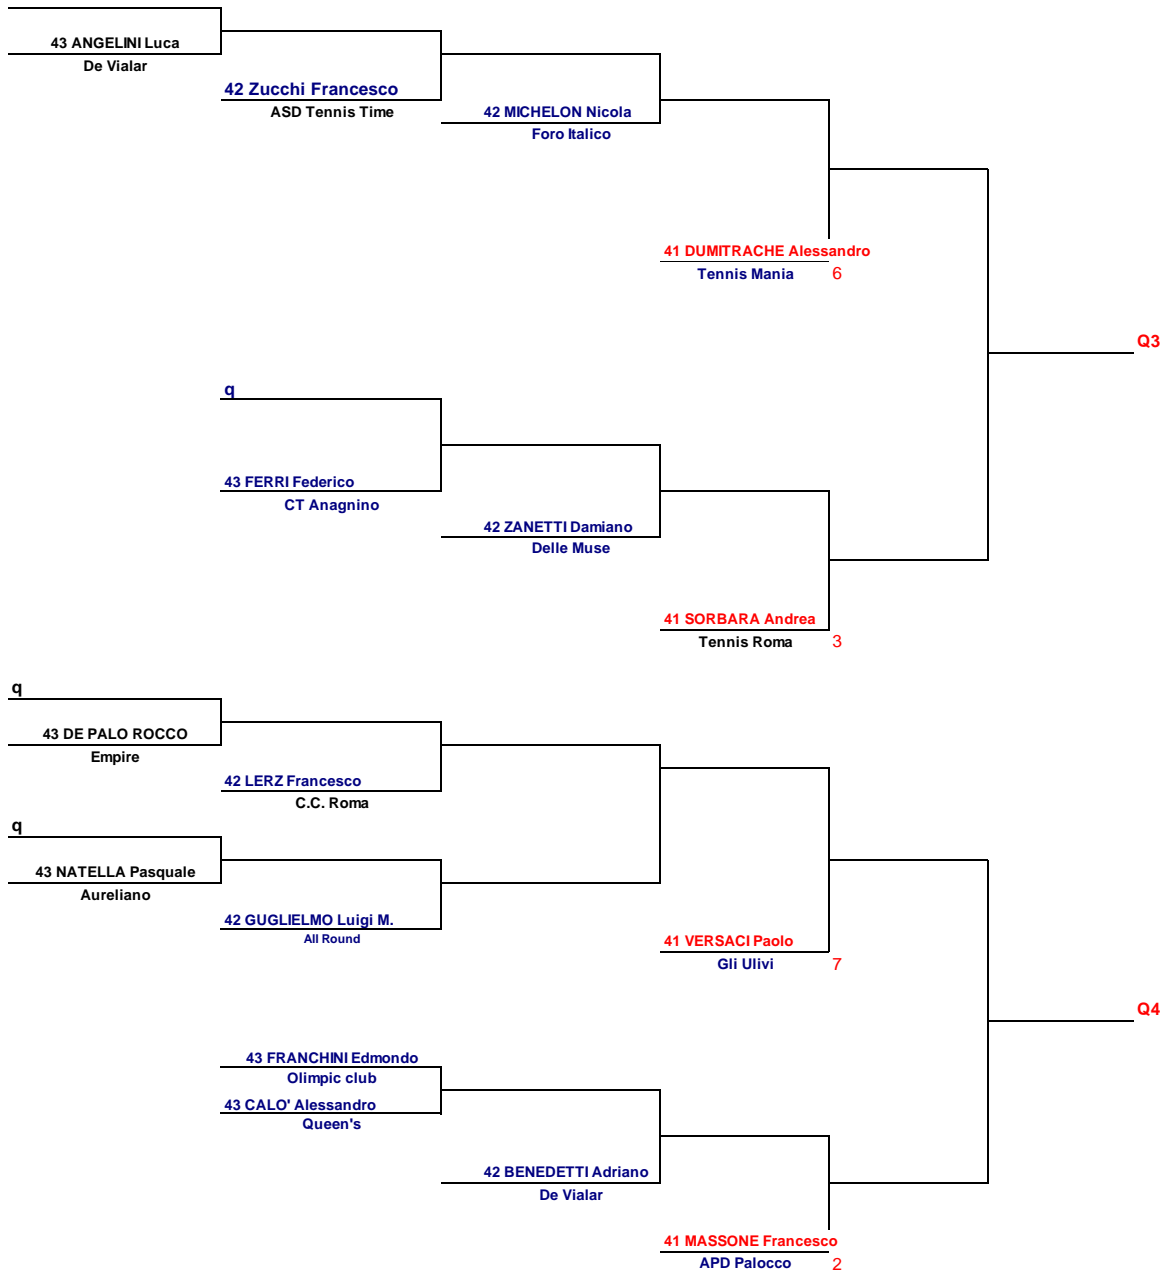 43 ANGELINI Luca
De Vialar
42 Zucchi Francesco
ASD Tennis Time
42 MICHELON Nicola
Foro Italico
41 DUMITRACHE Alessandro
Tennis Mania 6
Q3
q
43 FERRI Federico
CT Anagnino
42 ZANETTI Damiano
Delle Muse
41 SORBARA Andrea
Tennis Roma 3
q
43 DE PALO ROCCO
Empire
42 LERZ Francesco
C.C. Roma
q
43 NATELLA Pasquale
Aureliano
42 GUGLIELMO Luigi M.
All Round
41 VERSACI Paolo
Gli Ulivi 7
Q4
43 FRANCHINI Edmondo
Olimpic club
43 CALO' Alessandro
Queen's
42 BENEDETTI Adriano
De Vialar
41 MASSONE Francesco
APD Palocco 2